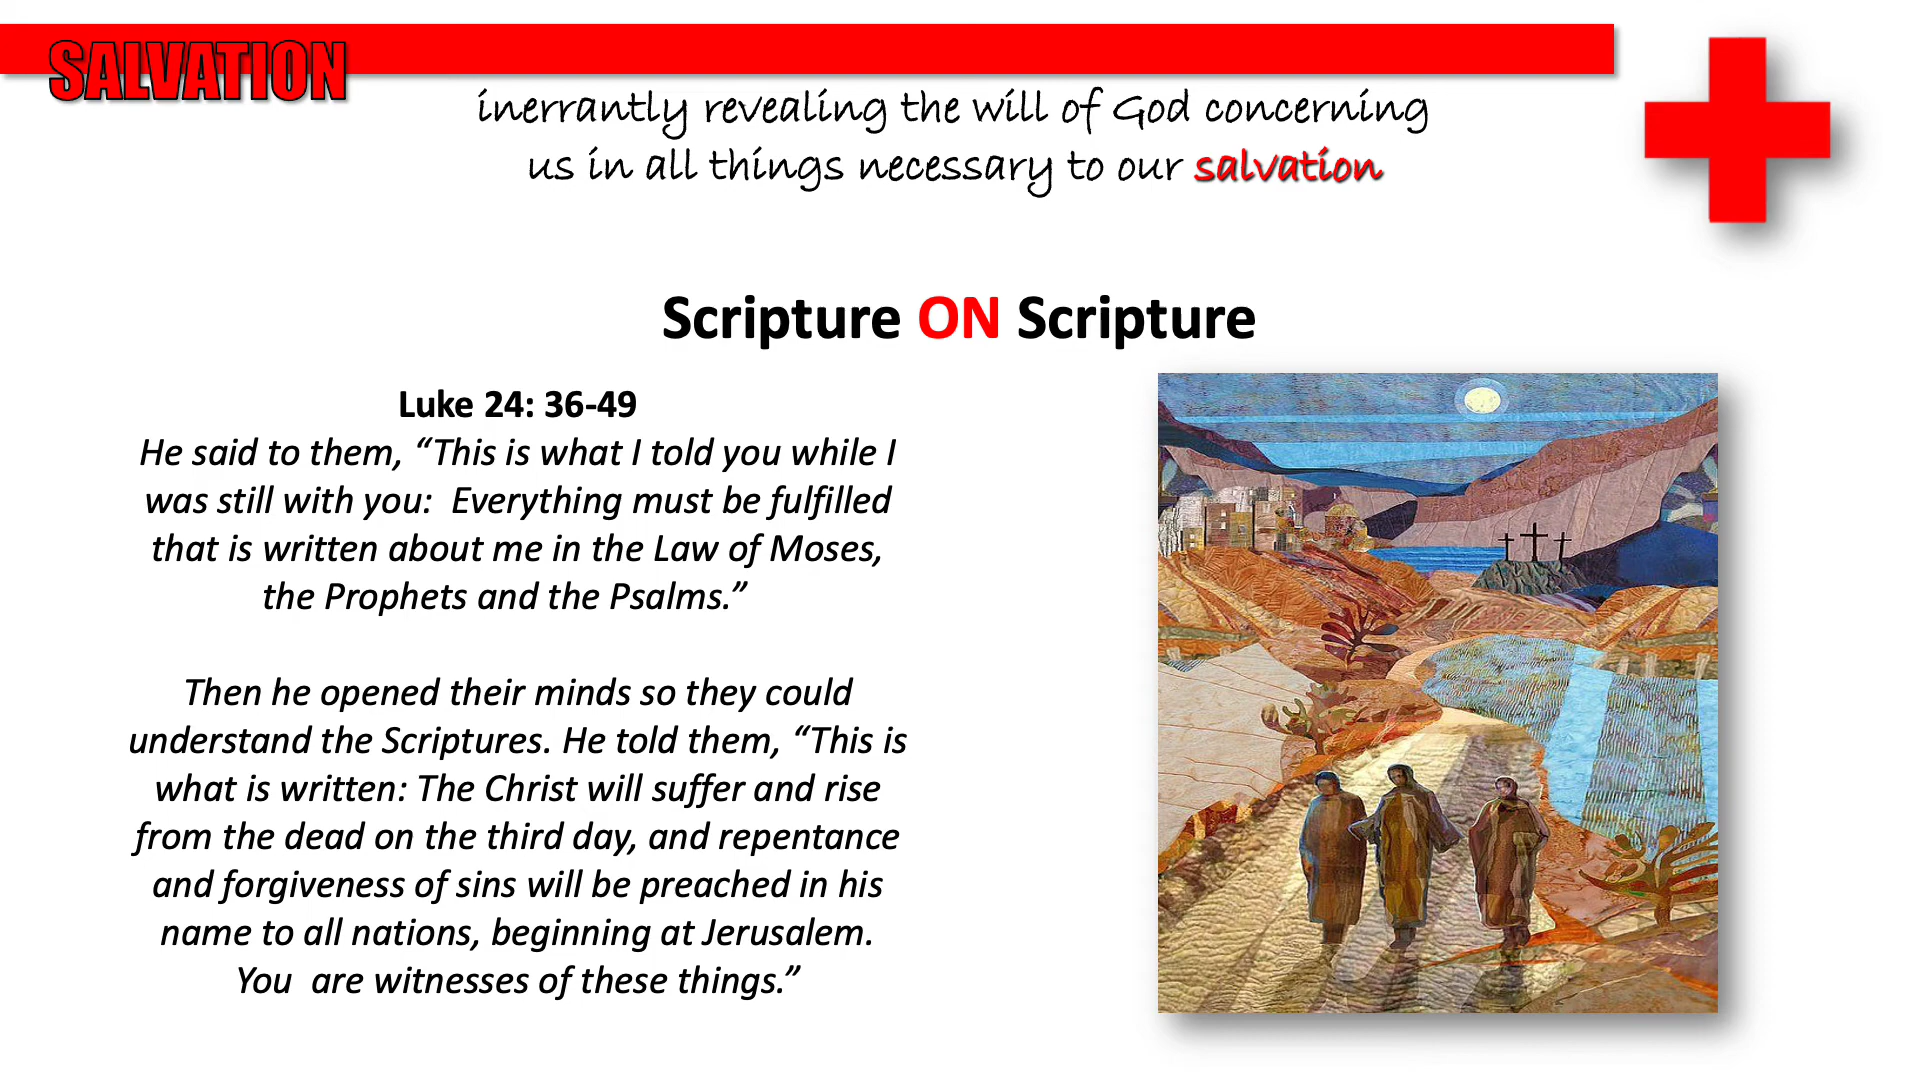 SALVATION
inerrantly revealing the will of God concerning
us in all things necessary to our salvation
Scripture ON Scripture
Luke 24: 36-49
He said to them, “This is what I told you while I
was still with you:  Everything must be fulfilled
that is written about me in the Law of Moses,
the Prophets and the Psalms.”
Then he opened their minds so they could
understand the Scriptures. He told them, “This is
what is written: The Christ will suffer and rise
from the dead on the third day, and repentance
and forgiveness of sins will be preached in his
name to all nations, beginning at Jerusalem.
You  are witnesses of these things.”